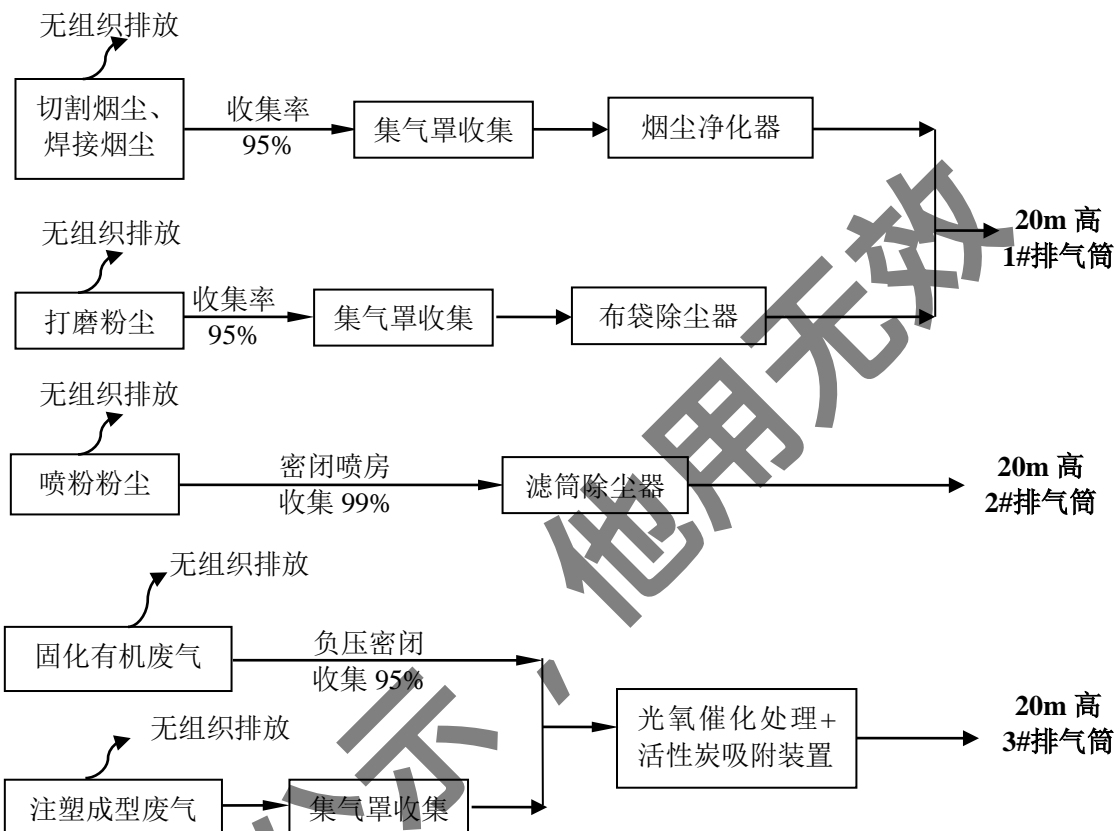 无组织排放
切割烟尘、
焊接烟尘
收集率
95%
集气罩收集
烟尘净化器
20m 高
1#排气筒
无组织排放
打磨粉尘
收集率
95%
集气罩收集
布袋除尘器
无组织排放
喷粉粉尘
密闭喷房
收集 99%
滤筒除尘器
20m 高
2#排气筒
无组织排放
固化有机废气
负压密闭
收集 95%
光氧催化处理+
活性炭吸附装置
20m 高
3#排气筒
无组织排放
注塑成型废气
集气罩收集
示，他用无效